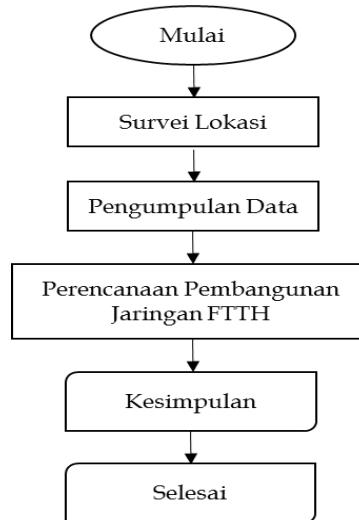 Mulai
Survei Lokasi
Pengumpulan Data
Perencanaan Pembangunan
Jaringan FTTH
Kesimpulan
Selesai